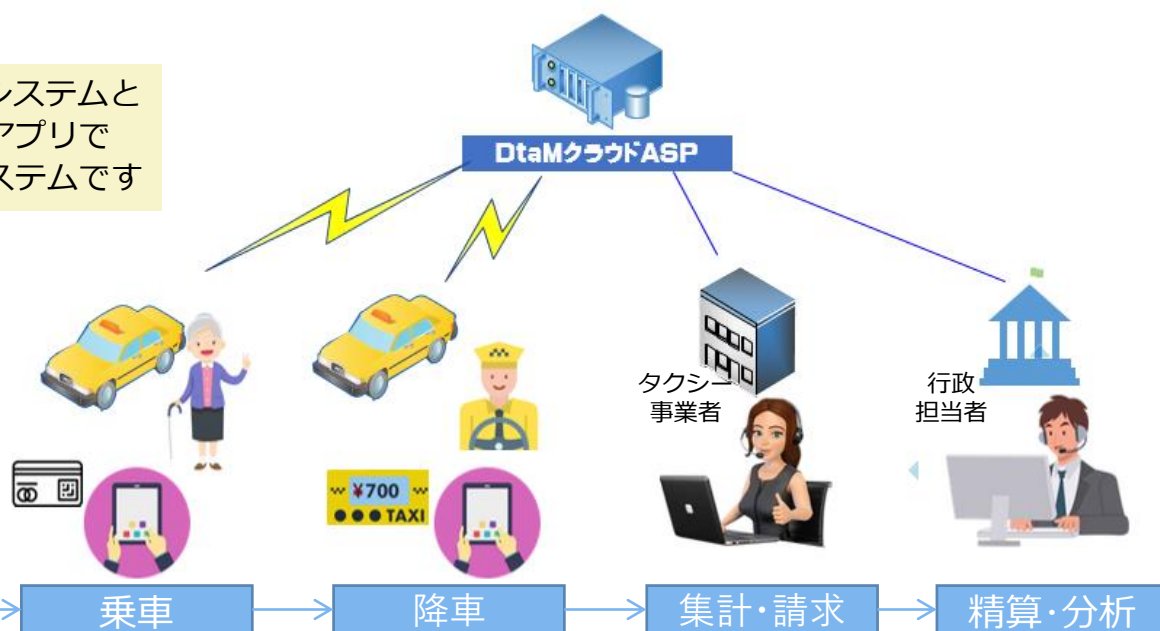 システムと
アプリで
ステムです
DtaMクラウドASP
タクシー
事業者
行政
担当者
¥700
TAXI
乗車
降車
集計・請求
精算・分析